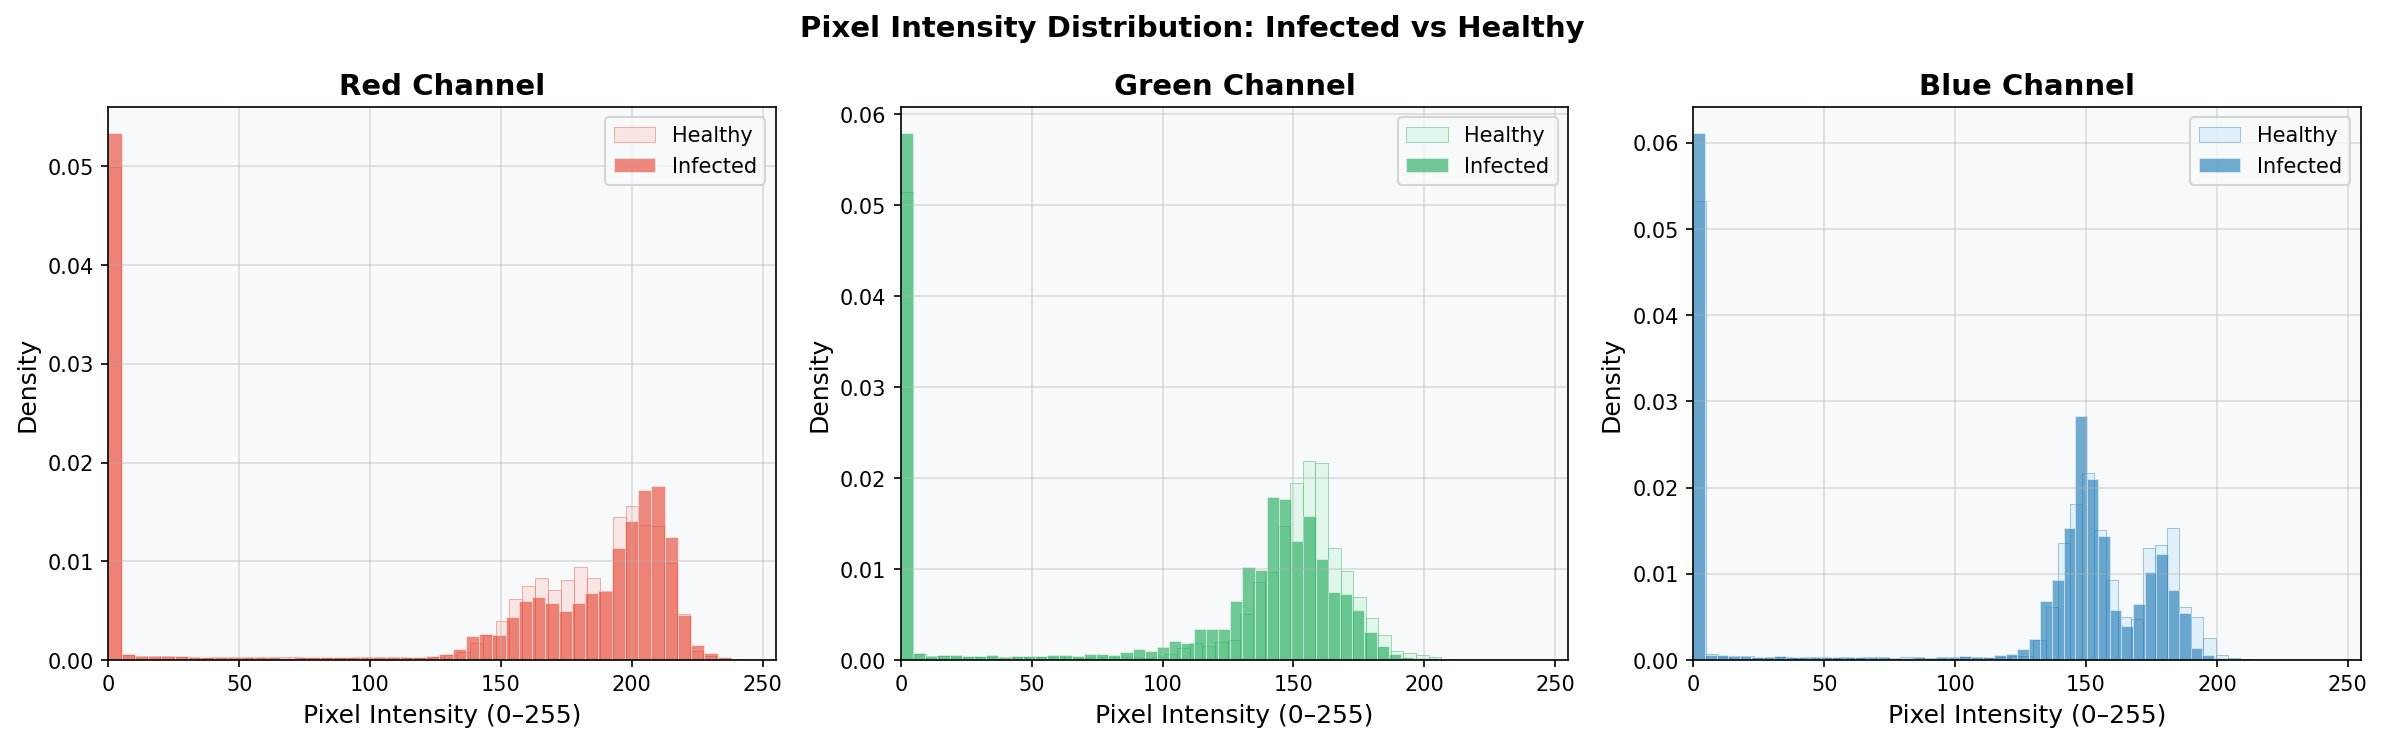 Pixel Intensity Distribution: Infected vs Healthy
Red Channel
Healthy
Infected
Density
0.05
0.04
0.03
0.02
0.01
0.00
0 50 100 150 200 250
Pixel Intensity (0–255)
Green Channel
Healthy
Infected
Density
0.06
0.05
0.04
0.03
0.02
0.01
0.00
0 50 100 150 200 250
Pixel Intensity (0–255)
Blue Channel
Healthy
Infected
Density
0.06
0.05
0.04
0.03
0.02
0.01
0.00
0 50 100 150 200 250
Pixel Intensity (0–255)